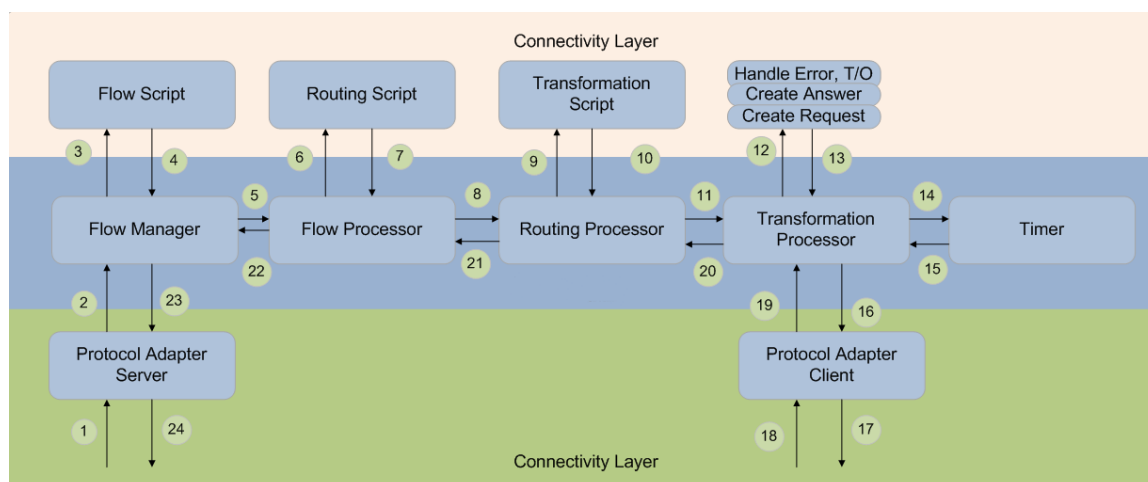 Connectivity Layer
Flow Script
Routing Script
Transformation
Script
Handle Error, T/O
Create Answer
Create Request
3
4
6
7
9
10
12
13
5
8
11
14
Flow Manager
Flow Processor
Routing Processor
Transformation
Processor
Timer
22
21
20
15
2
23
19
16
Protocol Adapter
Server
Protocol Adapter
Client
1
24
18
17
Connectivity Layer